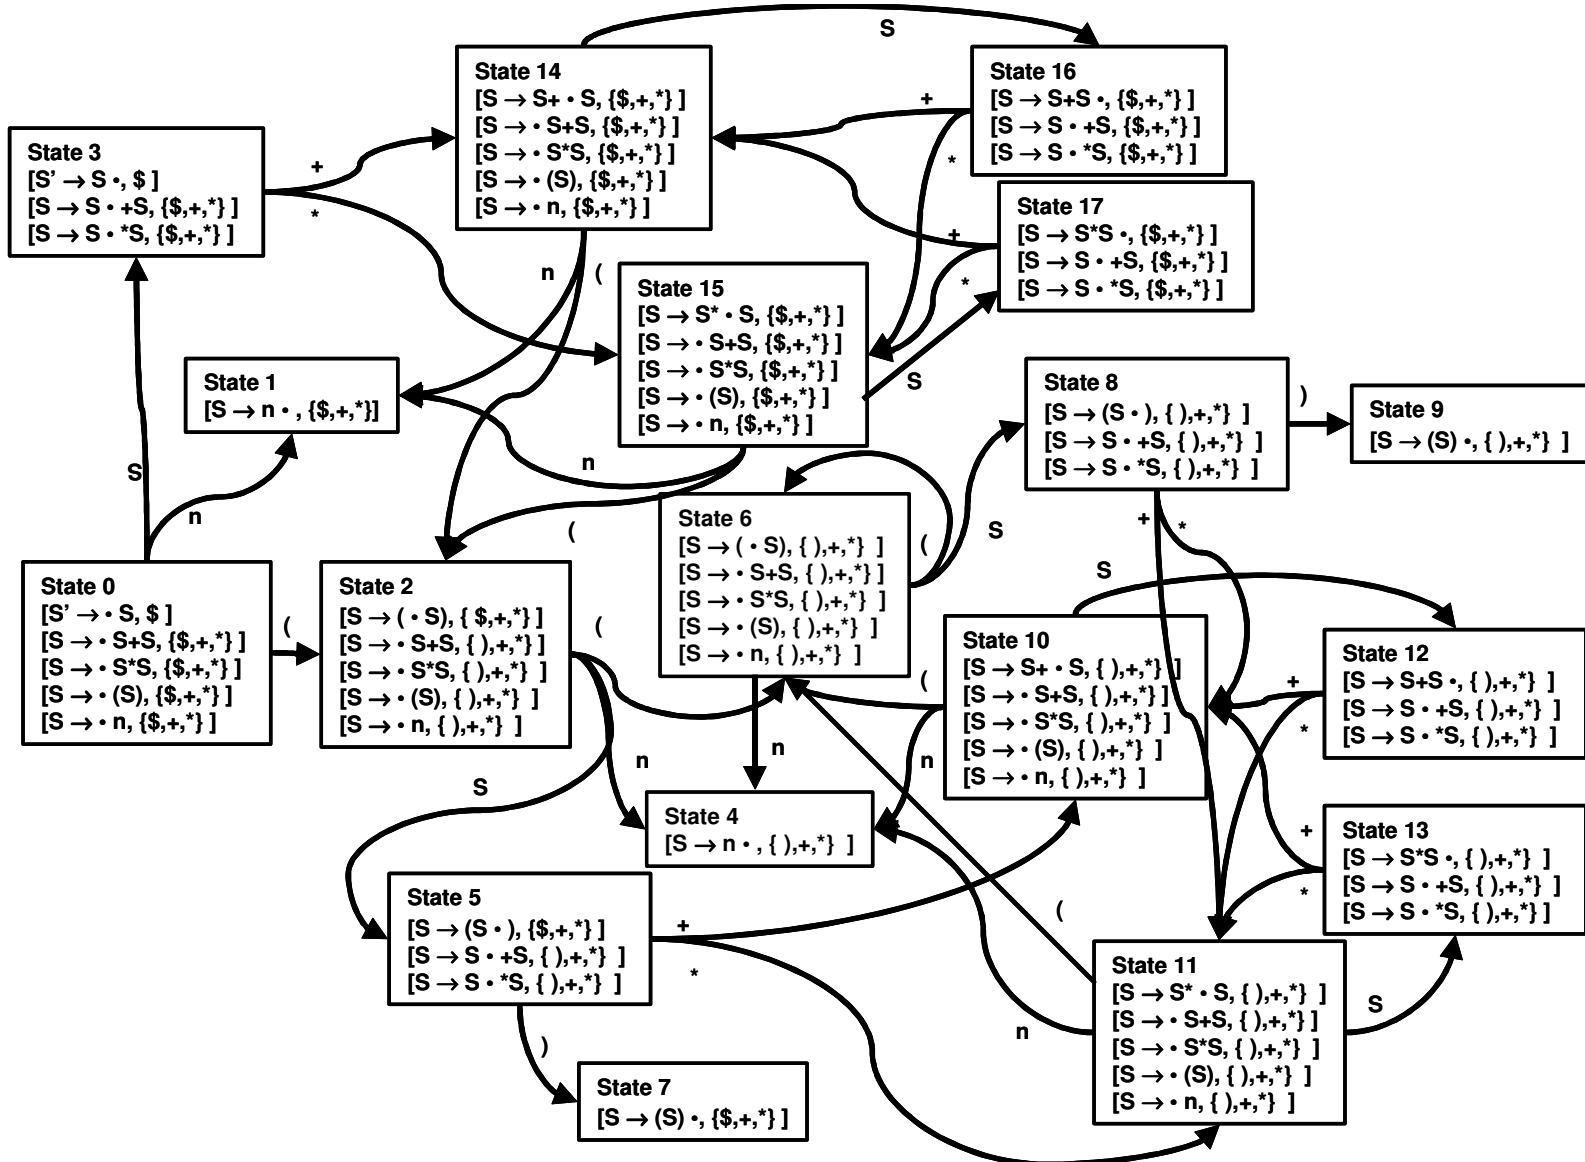 S
State 14
[S → S+ • S, {$,+,*} ]
[S → • S+S, {$,+,*} ]
[S → • S*S, {$,+,*} ]
[S → • (S), {$,+,*} ]
[S → • n, {$,+,*} ]
State 16
[S → S+S •, {$,+,*} ]
[S → S • +S, {$,+,*} ]
[S → S • *S, {$,+,*} ]
+
*
State 3
[S' → S •, $ ]
[S → S • +S, {$,+,*} ]
[S → S • *S, {$,+,*} ]
+
*
State 17
[S → S*S •, {$,+,*} ]
[S → S • +S, {$,+,*} ]
[S → S • *S, {$,+,*} ]
+
*
n
(
State 15
[S → S* • S, {$,+,*} ]
[S → • S+S, {$,+,*} ]
[S → • S*S, {$,+,*} ]
[S → • (S), {$,+,*} ]
[S → • n, {$,+,*} ]
S
State 1
[S → n • , {$,+,*}]
State 8
[S → (S • ), { ),+,*} ]
[S → S • +S, { ),+,*} ]
[S → S • *S, { ),+,*} ]
)
State 9
[S → (S) •, { ),+,*} ]
S
n
n
(
State 6
[S → ( • S), { ),+,*} ]
[S → • S+S, { ),+,*} ]
[S → • S*S, { ),+,*} ]
[S → • (S), { ),+,*} ]
[S → • n, { ),+,*} ]
(
S
+
*
State 0
[S' → • S, $ ]
[S → • S+S, {$,+,*} ]
[S → • S*S, {$,+,*} ]
[S → • (S), {$,+,*} ]
[S → • n, {$,+,*} ]
(
State 2
[S → ( • S), { $,+,*} ]
[S → • S+S, { ),+,*} ]
[S → • S*S, { ),+,*} ]
[S → • (S), { ),+,*} ]
[S → • n, { ),+,*} ]
(
n
S
n
S
State 10
[S → S+ • S, { ),+,*} ]
[S → • S+S, { ),+,*} ]
[S → • S*S, { ),+,*} ]
[S → • (S), { ),+,*} ]
[S → • n, { ),+,*} ]
(
n
State 12
[S → S+S •, { ),+,*} ]
[S → S • +S, { ),+,*} ]
[S → S • *S, { ),+,*} ]
+
*
State 4
[S → n • , { ),+,*} ]
State 13
[S → S*S •, { ),+,*} ]
[S → S • +S, { ),+,*} ]
[S → S • *S, { ),+,*} ]
+
*
State 5
[S → (S • ), {$,+,*} ]
[S → S • +S, { ),+,*} ]
[S → S • *S, { ),+,*} ]
+
*
)
State 11
[S → S* • S, { ),+,*} ]
[S → • S+S, { ),+,*} ]
[S → • S*S, { ),+,*} ]
[S → • (S), { ),+,*} ]
[S → • n, { ),+,*} ]
(
n
S
State 7
[S → (S) •, {$,+,*} ]